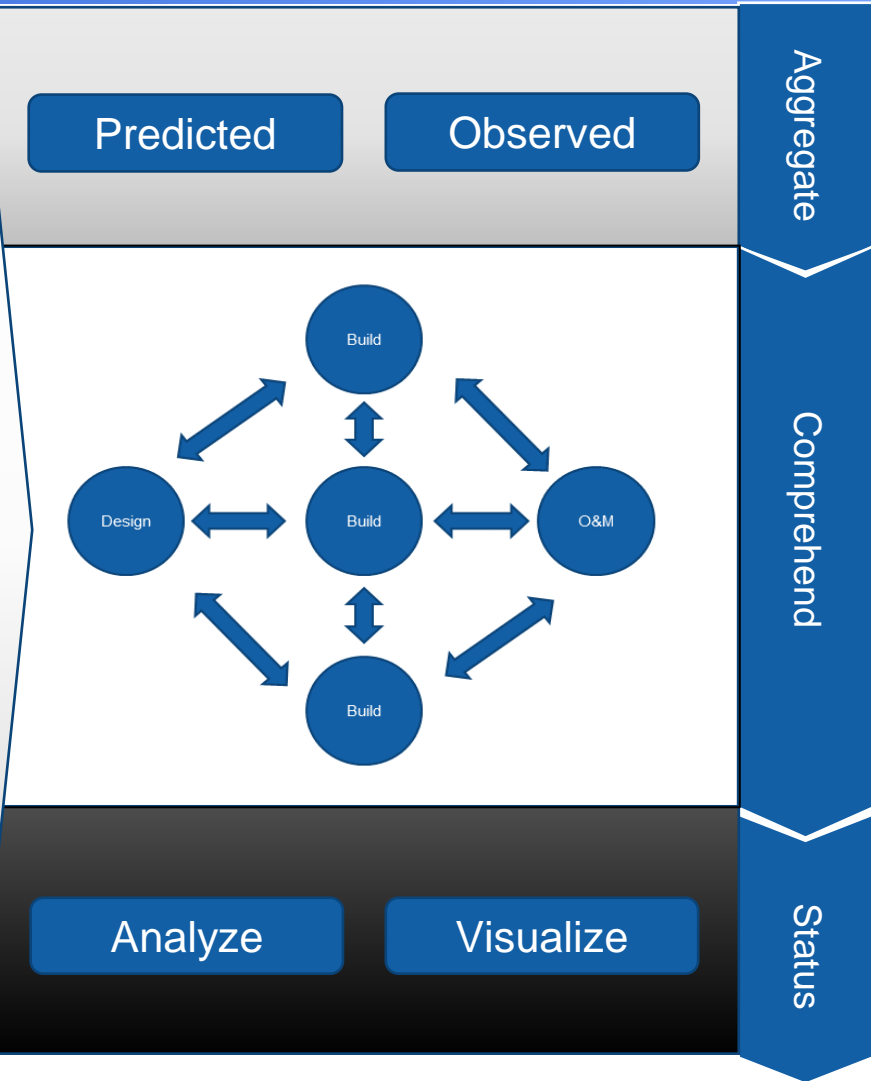 Predicted
Observed
Aggregate
Build
Design
Build
O&M
Build
Comprehend
Analyze
Visualize
Status